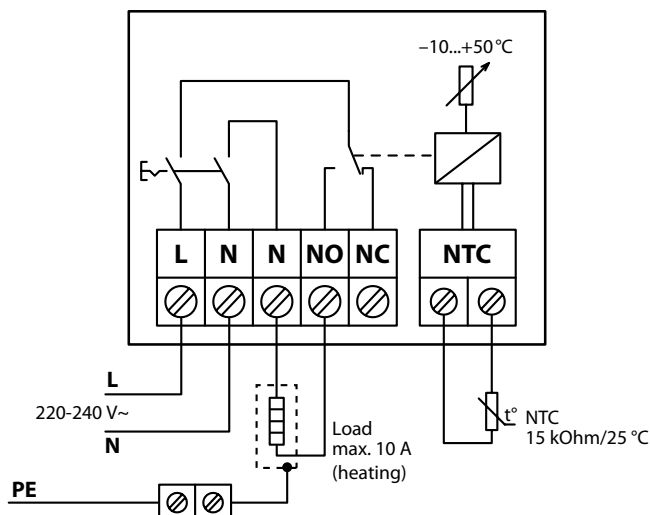 –10...+50 °C
L N N NO NC NTC
L
220-240 V~
N
Load
max. 10 A
(heating)
t° NTC
15 kOhm/25 °C
PE